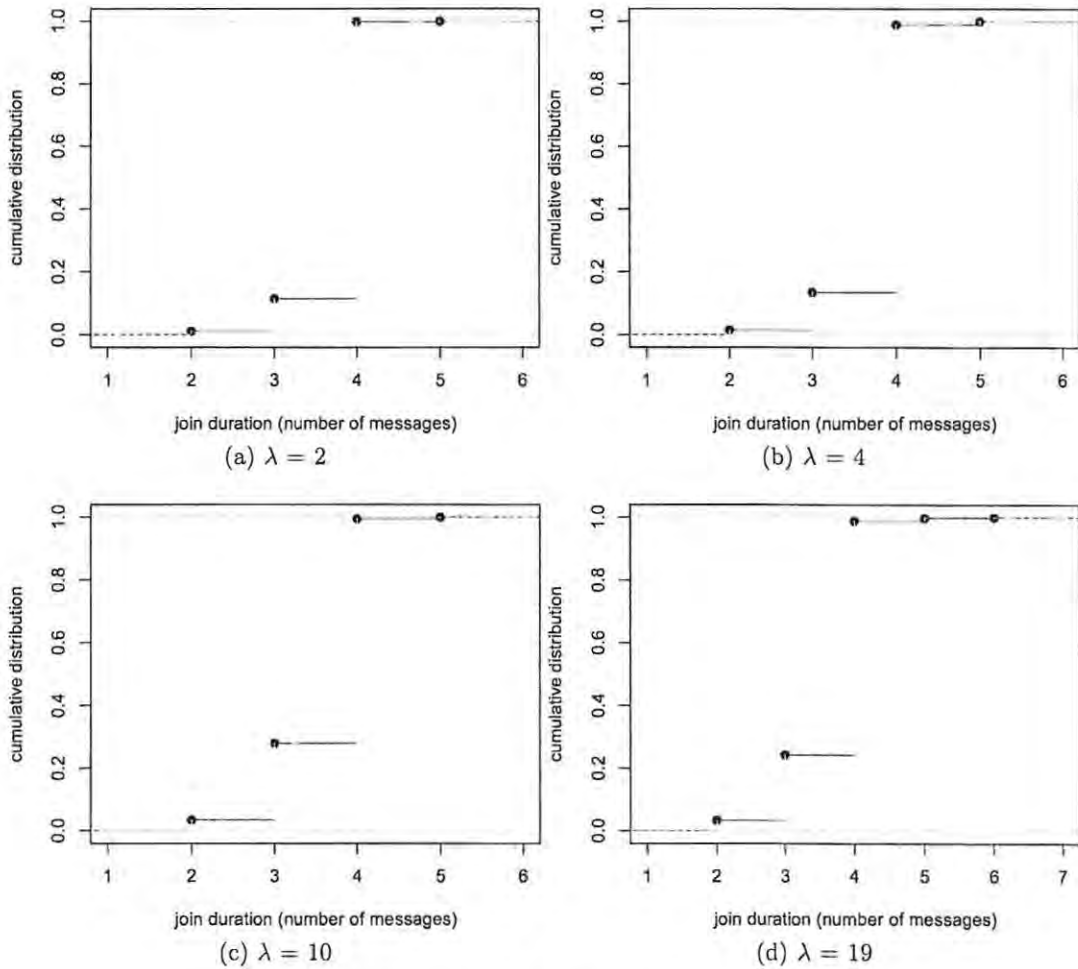 cumulative distribution
0.0 0.2 0.4 0.6 0.8 1.0
1 2 3 4 5 6
join duration (number of messages)
(a) λ = 2
cumulative distribution
0.0 0.2 0.4 0.6 0.8 1.0
1 2 3 4 5 6
join duration (number of messages)
(b) λ = 4
cumulative distribution
0.0 0.2 0.4 0.6 0.8 1.0
1 2 3 4 5 6
join duration (number of messages)
(c) λ = 10
cumulative distribution
0.0 0.2 0.4 0.6 0.8 1.0
1 2 3 4 5 6 7
join duration (number of messages)
(d) λ = 19